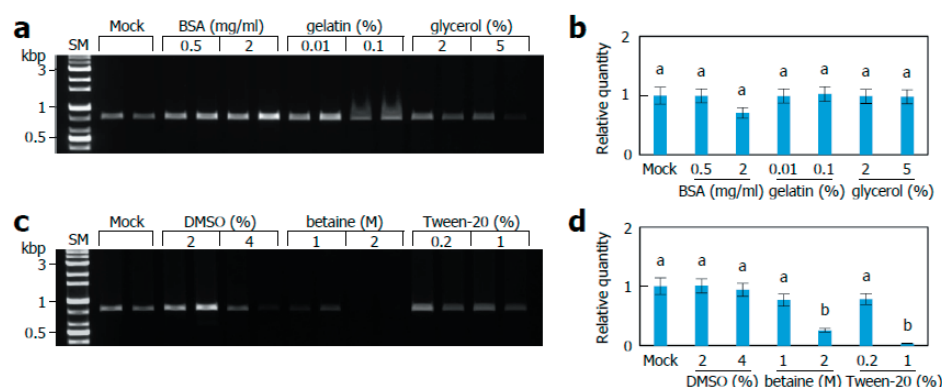 a
Mock BSA (mg/ml) gelatin (%) glycerol (%)
SM 0.5 2 0.01 0.1 2 5
kbp
3
1
0.5
b
Relative quantity
2
1
0
a a a a a a a
Mock 0.5 2 0.01 0.1 2 5
BSA (mg/ml) gelatin (%) glycerol (%)
c
Mock DMSO (%) betaine (M) Tween-20 (%)
SM 2 4 1 2 0.2 1
kbp
3
1
0.5
d
Relative quantity
2
1
0
a a a a b a b
Mock 2 4 1 2 0.2 1
DMSO (%) betaine (M) Tween-20 (%)